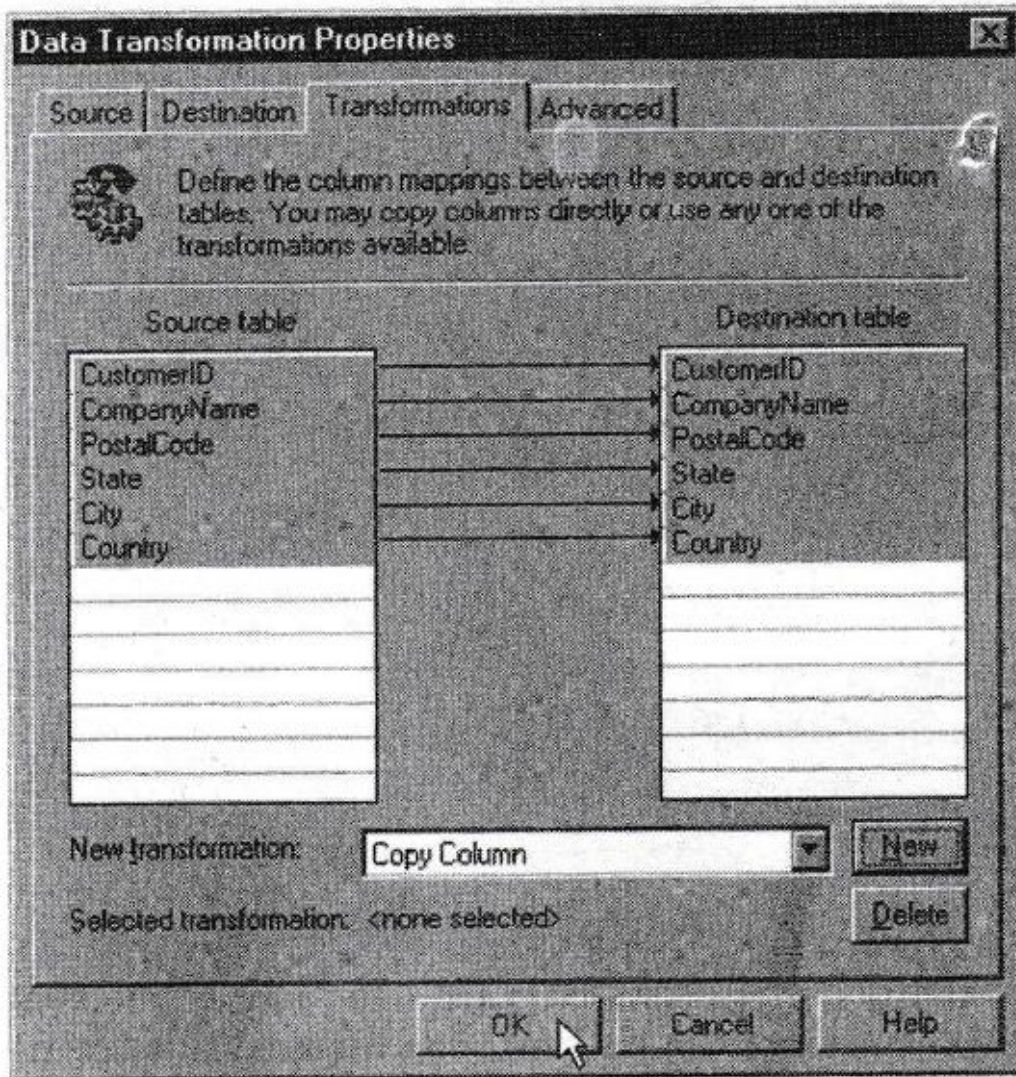 Data Transformation Properties
Source Destination Transformations Advanced
Define the column mappings between the source and destination
tables. You may copy columns directly or use any one of the
transformations available.
Source table
Destination table
CustomerID
CompanyName
PostalCode
State
City
Country
CustomerID
CompanyName
PostalCode
State
City
Country
New transformation:
Copy Column
New
Selected transformation: <none selected>
Delete
OK
Cancel
Help